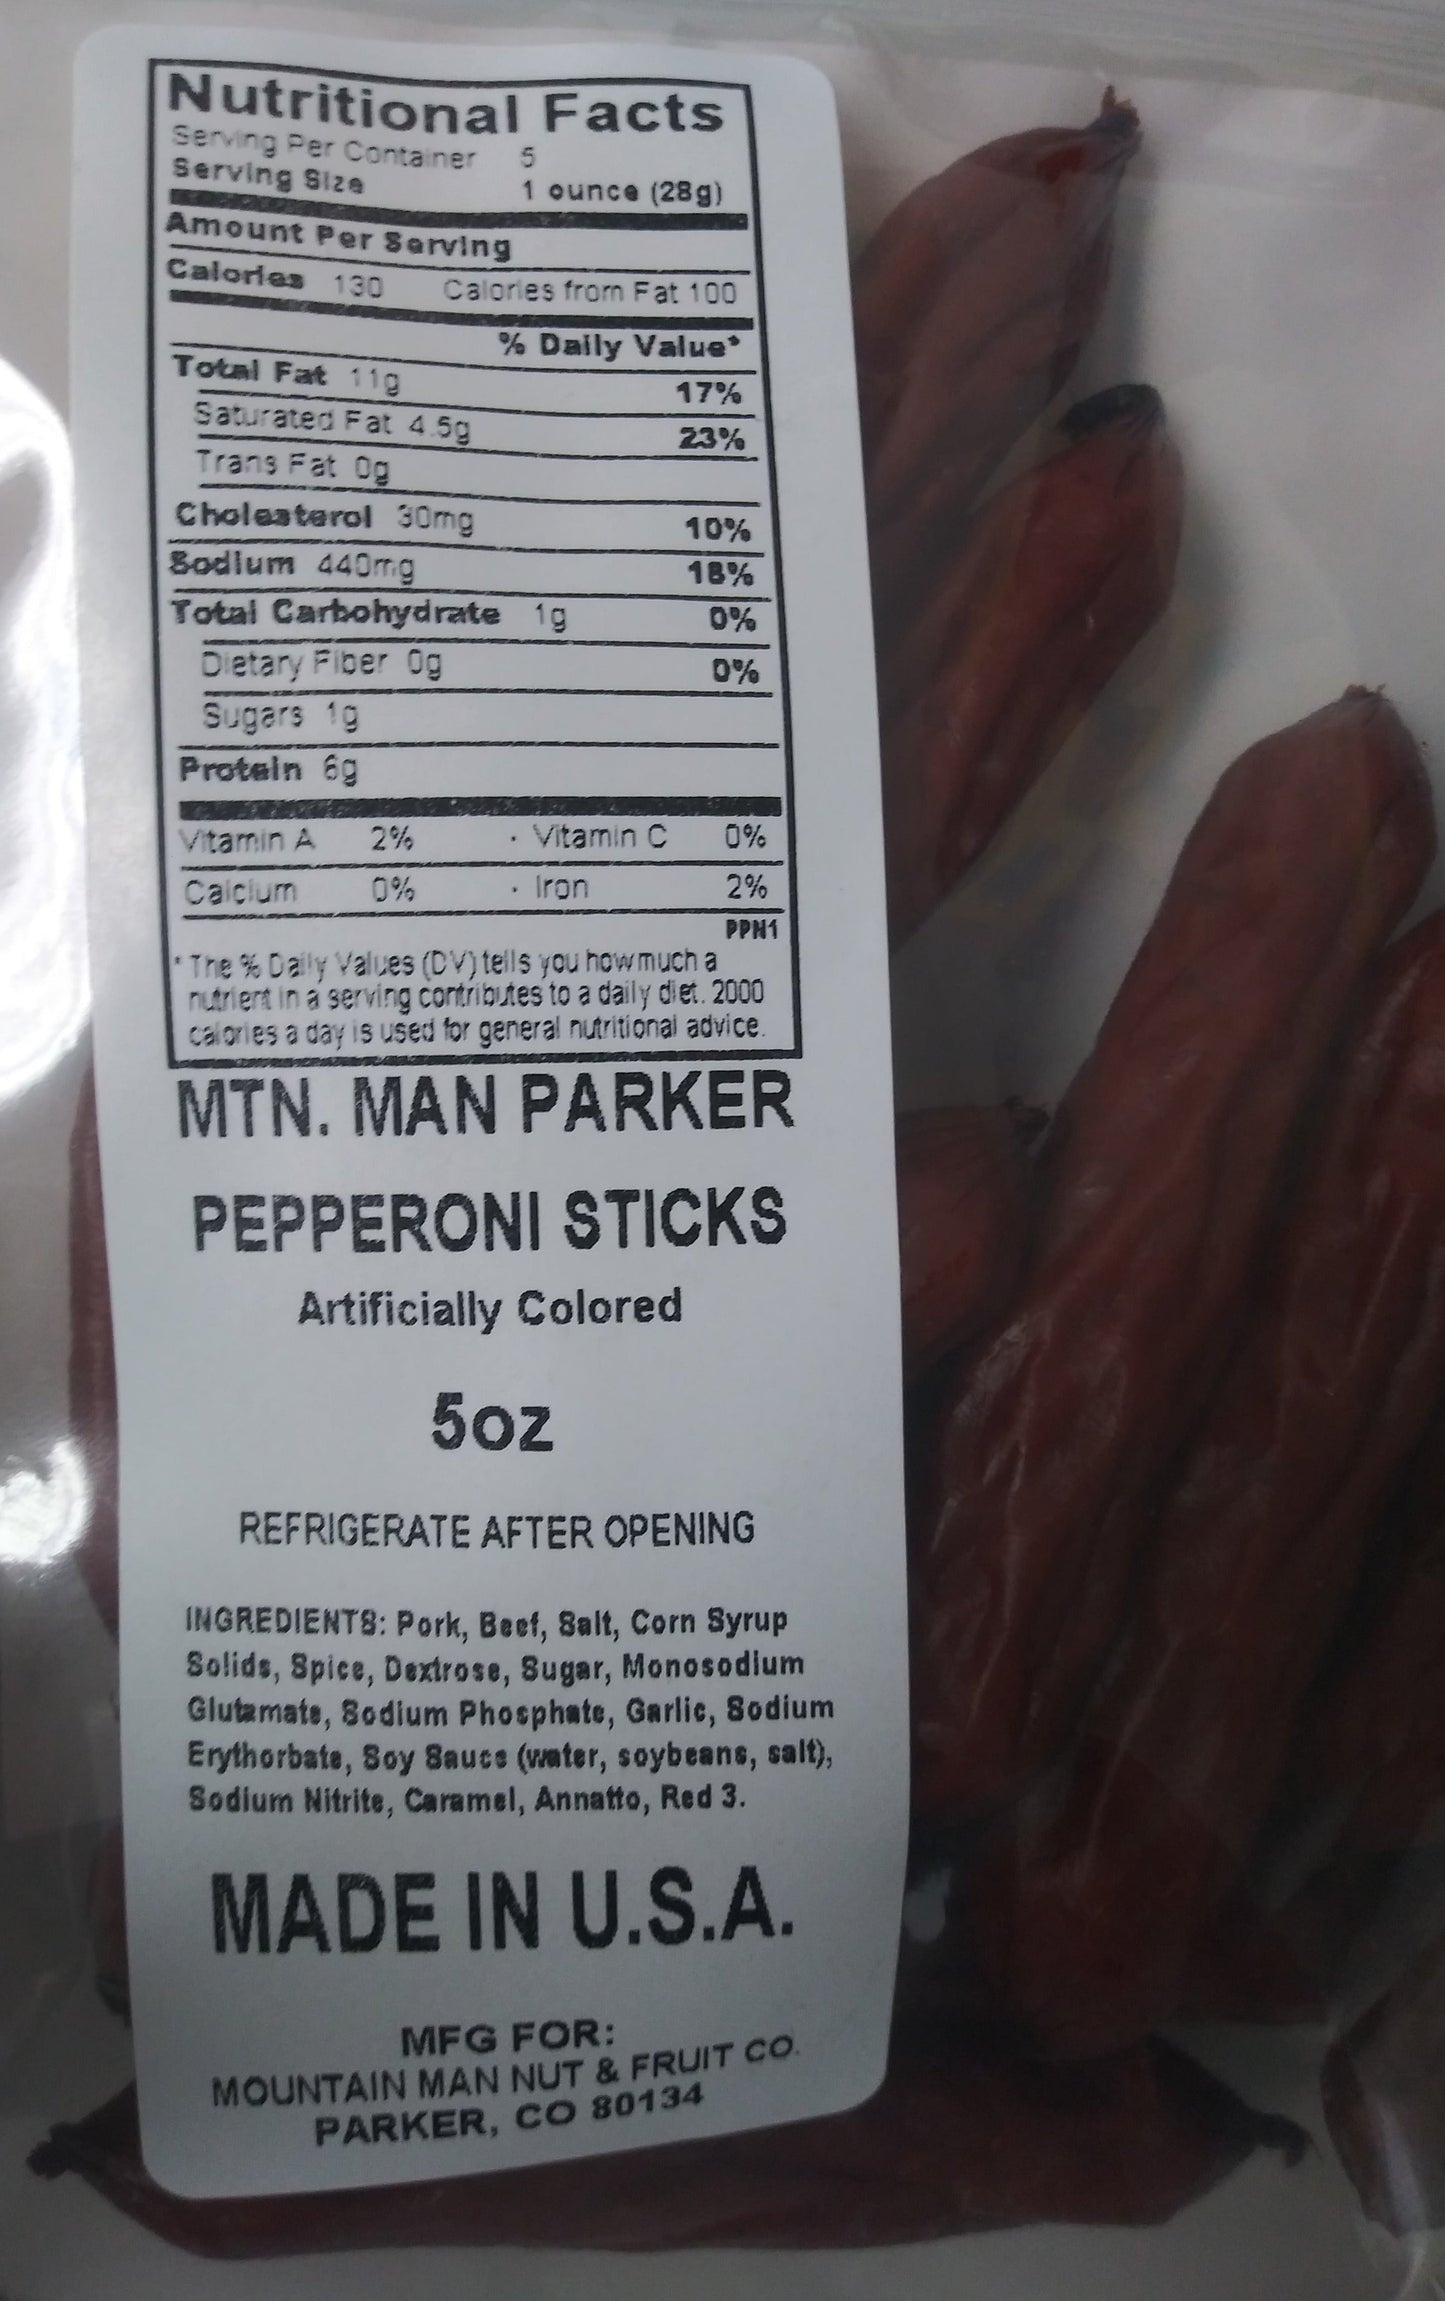 Nutritional Facts
Serving Per Container 5
Serving Size 1 ounce (28g)
Amount Per Serving
Calories 130 Calories from Fat 100
% Daily Value*
Total Fat 11g 17%
Saturated Fat 4.5g 23%
Trans Fat 0g
Cholesterol 30mg 10%
Sodium 440mg 18%
Total Carbohydrate 1g 0%
Dietary Fiber 0g 0%
Sugars 1g
Protein 6g
Vitamin A 2% · Vitamin C 0%
Calcium 0% · Iron 2%
PPN1
* The % Daily Values (DV) tells you how much a
nutrient in a serving contributes to a daily diet. 2000
calories a day is used for general nutritional advice.
MTN. MAN PARKER
PEPPERONI STICKS
Artificially Colored
5oz
REFRIGERATE AFTER OPENING
INGREDIENTS: Pork, Beef, Salt, Corn Syrup
Solids, Spice, Dextrose, Sugar, Monosodium
Glutamate, Sodium Phosphate, Garlic, Sodium
Erythorbate, Soy Sauce (water, soybeans, salt),
Sodium Nitrite, Caramel, Annatto, Red 3.
MADE IN U.S.A.
MFG FOR:
MOUNTAIN MAN NUT & FRUIT CO.
PARKER, CO 80134